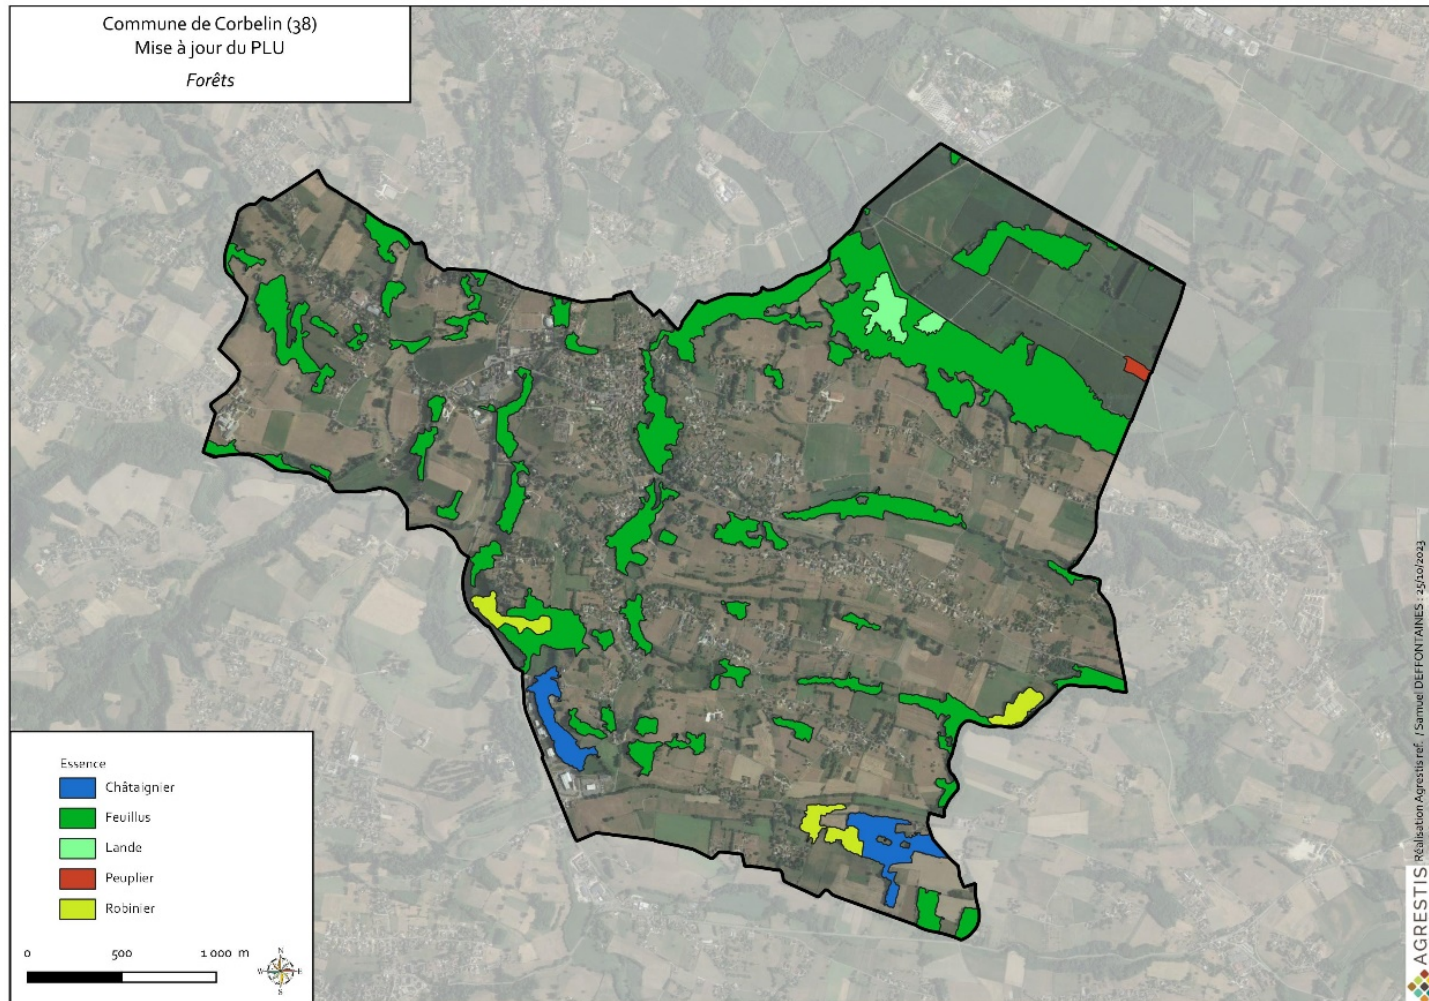 Commune de Corbelin (38)
Mise à jour du PLU
Forêts
Essence
Châtaignier
Feuillus
Lande
Peuplier
Robinier
0 500 1 000 m
N
W E
S
Réalisation Agrestis ref. / Samuel DEFFONTAINES : 25/10/2023
AGRESTIS